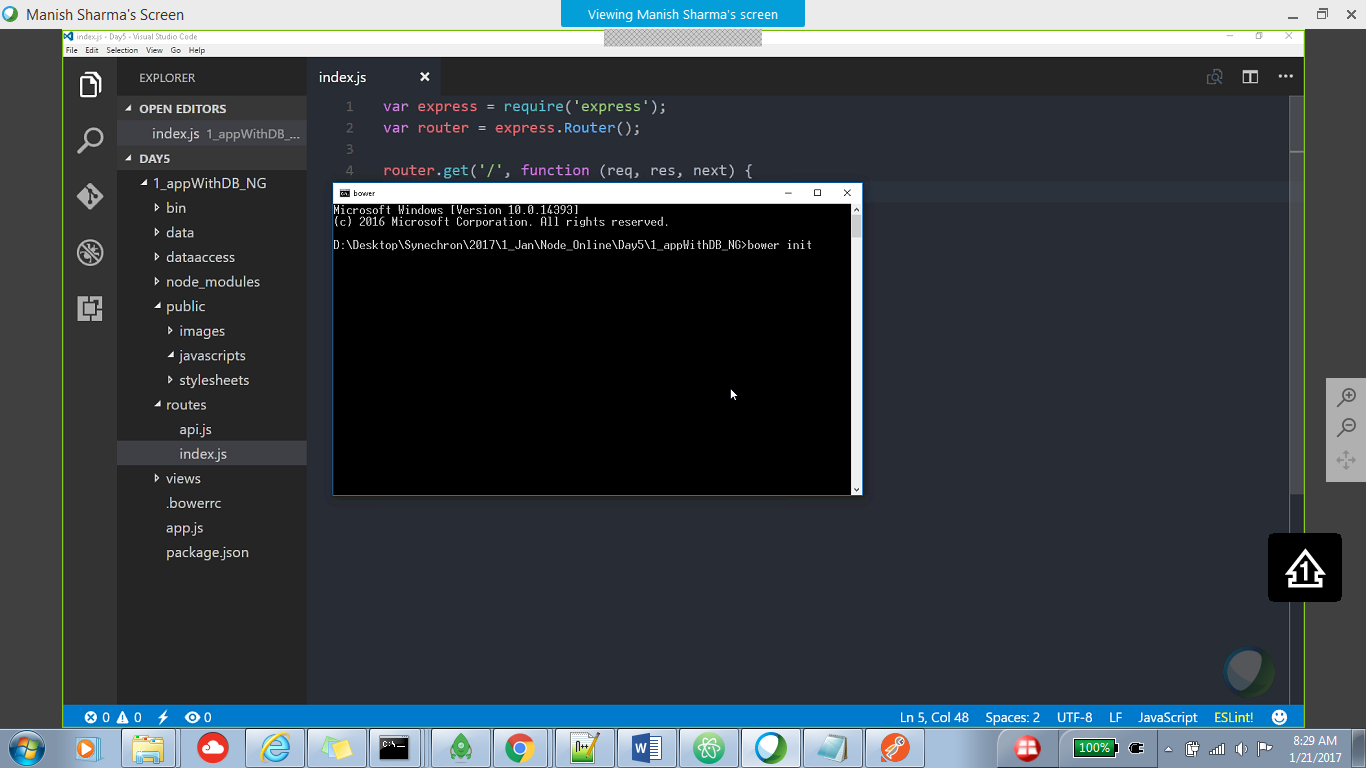 Manish Sharma's Screen
Viewing Manish Sharma's screen
index.js - Day5 - Visual Studio Code
File Edit Selection View Go Help
EXPLORER
OPEN EDITORS
index.js 1_appWithDB_...
DAY5
1_appWithDB_NG
bin
data
dataaccess
node_modules
public
images
javascripts
stylesheets
routes
api.js
index.js
views
.bowerrc
app.js
package.json
index.js
1 var express = require('express');
2 var router = express.Router();
3
4 router.get('/', function (req, res, next) {
bower
Microsoft Windows [Version 10.0.14393]
(c) 2016 Microsoft Corporation. All rights reserved.
D:\Desktop\Synechron\2017\1_Jan\Node_Online\Day5\1_appWithDB_NG>bower init
1
0 0 0
Ln 5, Col 48 Spaces: 2 UTF-8 LF JavaScript ESLint!
100%
8:29 AM
1/21/2017